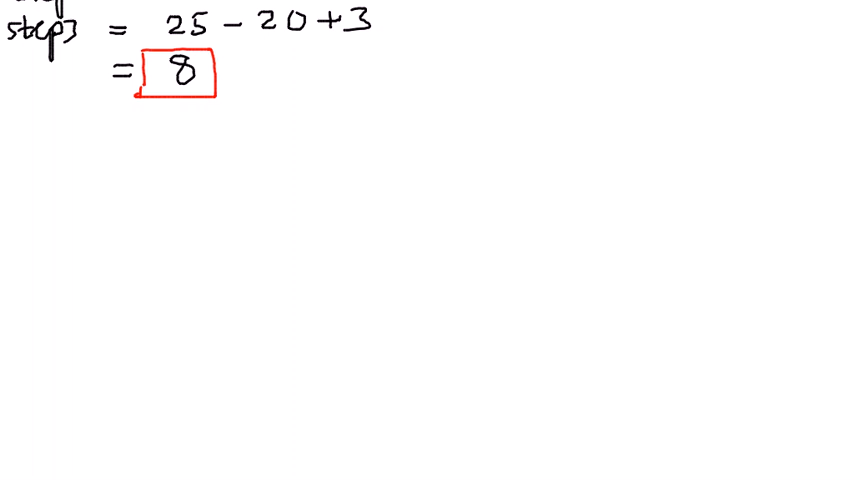 step3 = 25 - 20 + 3
= 8